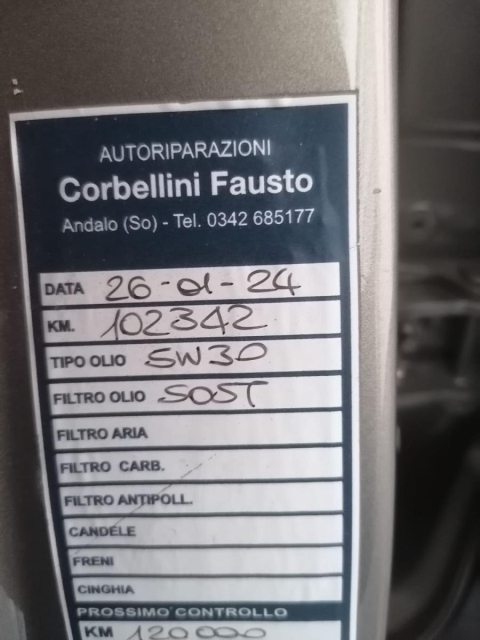 AUTORIPARAZIONI
Corbellini Fausto
Andalo (So) - Tel. 0342 685177
DATA 26-01-24
KM. 102342
TIPO OLIO 5W30
FILTRO OLIO SOST
FILTRO ARIA
FILTRO CARB.
FILTRO ANTIPOLL.
CANDELE
FRENI
CINGHIA
PROSSIMO CONTROLLO
KM 120000